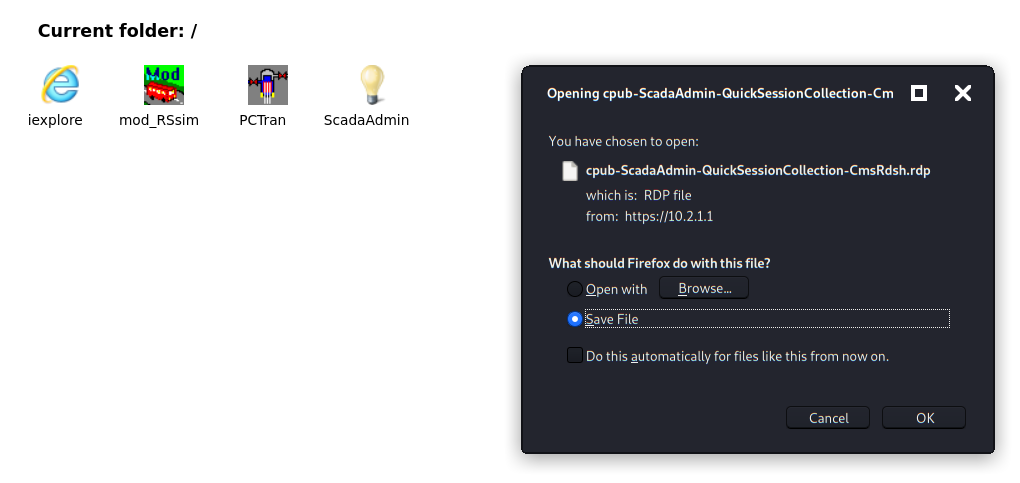 Current folder: /
iexplore
mod_RSsim
PCTran
ScadaAdmin
Mod
Opening cpub-ScadaAdmin-QuickSessionCollection-Cm
You have chosen to open:
cpub-ScadaAdmin-QuickSessionCollection-CmsRdsh.rdp
which is: RDP file
from: https://10.2.1.1
What should Firefox do with this file?
Open with Browse...
Save File
Do this automatically for files like this from now on.
Cancel OK